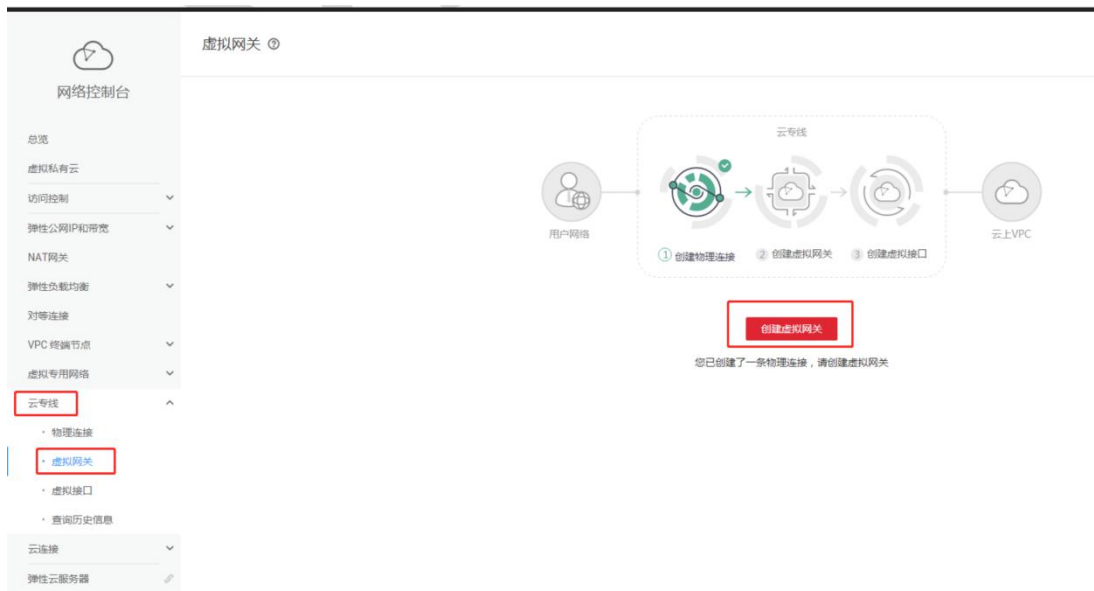 虚拟网关 ?
网络控制台
总览
虚拟私有云
访问控制
弹性公网IP和带宽
NAT网关
弹性负载均衡
对等连接
VPC 终端节点
虚拟专用网络
云专线
· 物理连接
· 虚拟网关
· 虚拟接口
· 查询历史信息
云连接
弹性云服务器
云专线
用户网络
云上VPC
1 创建物理连接 2 创建虚拟网关 3 创建虚拟接口
创建虚拟网关
您已创建了一条物理连接，请创建虚拟网关